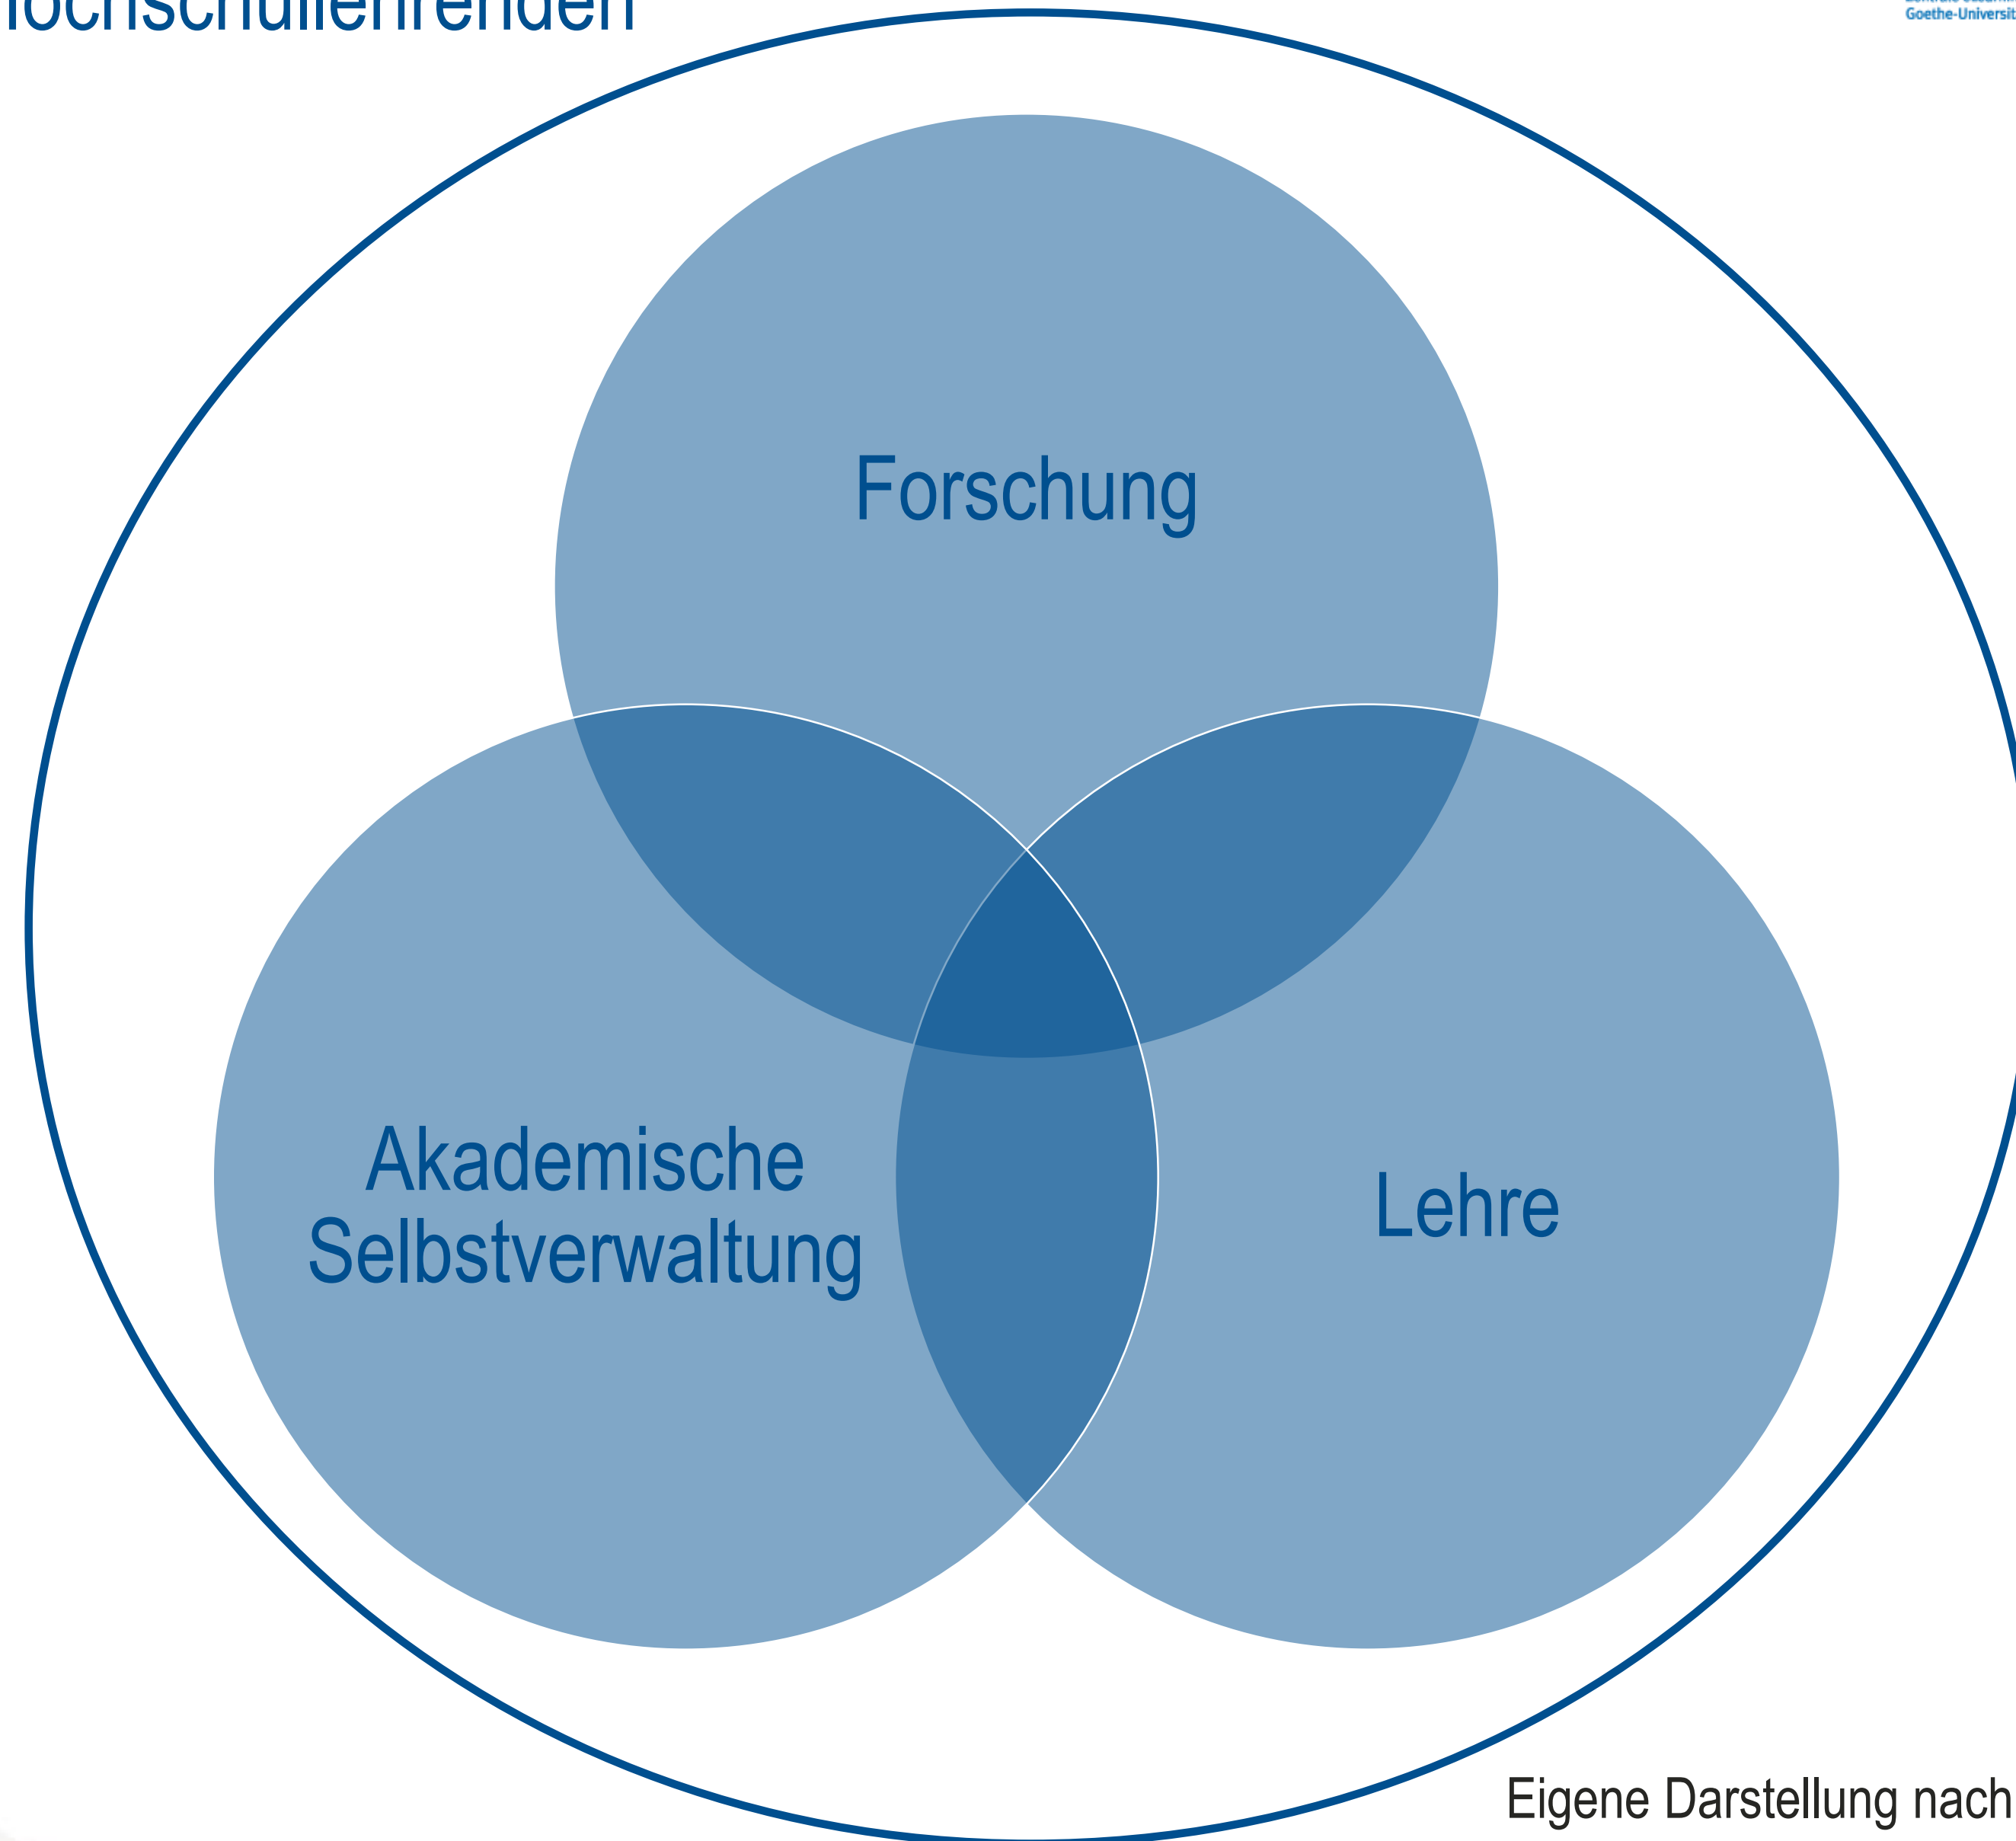 Goethe-Universit
Forschung
Akademische
Selbstverwaltung
Lehre
Eigene Darstellung nach